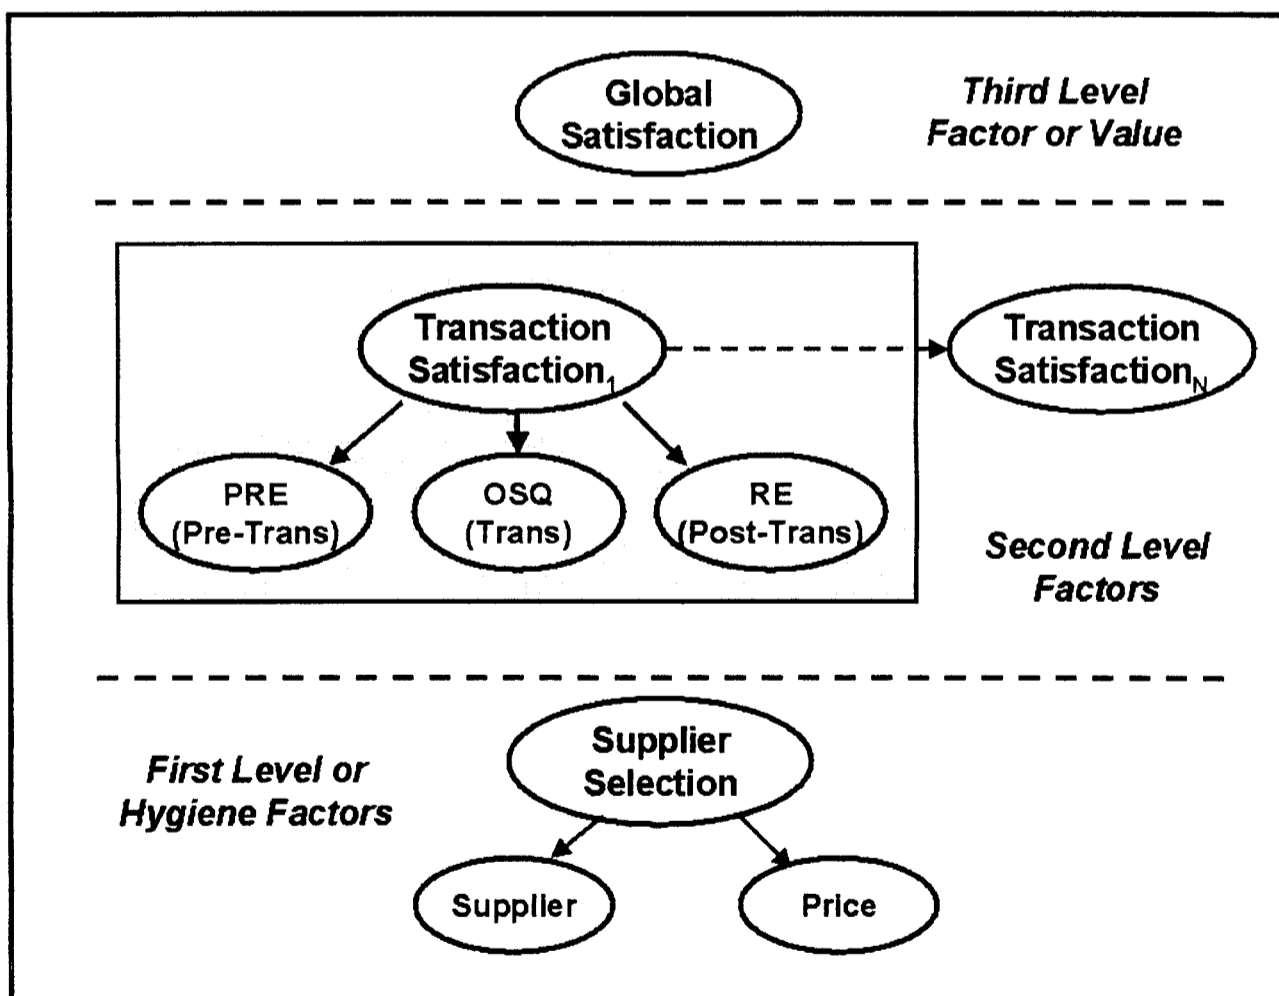 Global
Satisfaction
Third Level
Factor or Value
Transaction
Satisfaction1
Transaction
SatisfactionN
PRE
(Pre-Trans)
OSQ
(Trans)
RE
(Post-Trans)
Second Level
Factors
Supplier
Selection
First Level or
Hygiene Factors
Supplier
Price